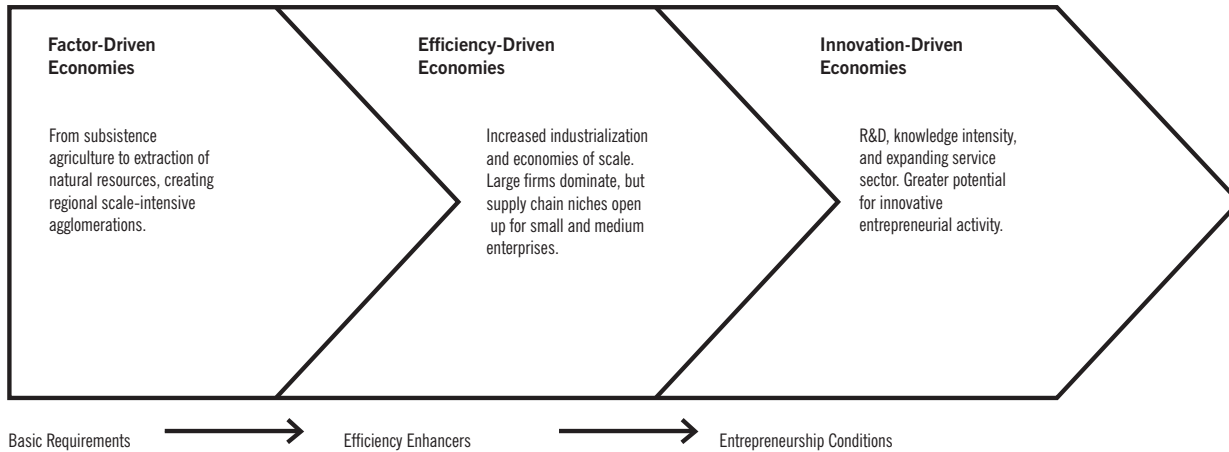 Factor-Driven
Economies
From subsistence
agriculture to extraction of
natural resources, creating
regional scale-intensive
agglomerations.
Efficiency-Driven
Economies
Increased industrialization
and economies of scale.
Large firms dominate, but
supply chain niches open
up for small and medium
enterprises.
Innovation-Driven
Economies
R&D, knowledge intensity,
and expanding service
sector. Greater potential
for innovative
entrepreneurial activity.
Basic Requirements
Efficiency Enhancers
Entrepreneurship Conditions